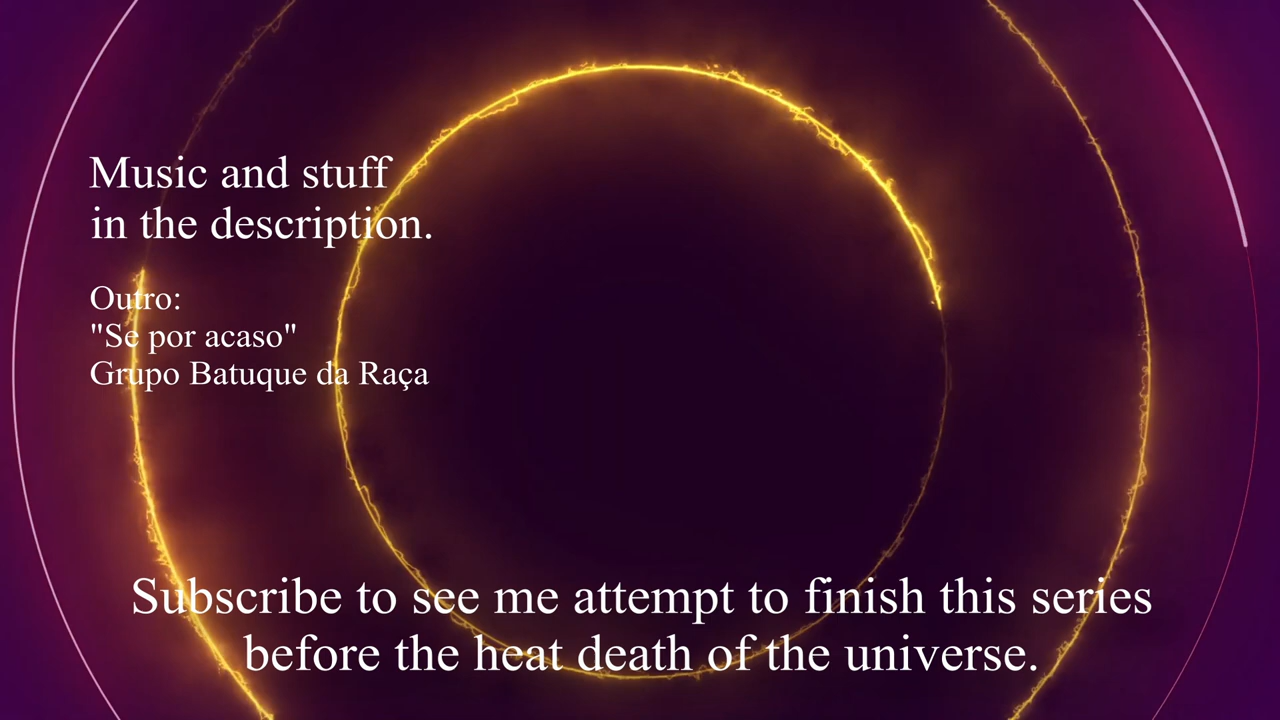 Music and stuff
in the description.
Outro:
"Se por acaso"
Grupo Batuque da Raça
Subscribe to see me attempt to finish this series
before the heat death of the universe.